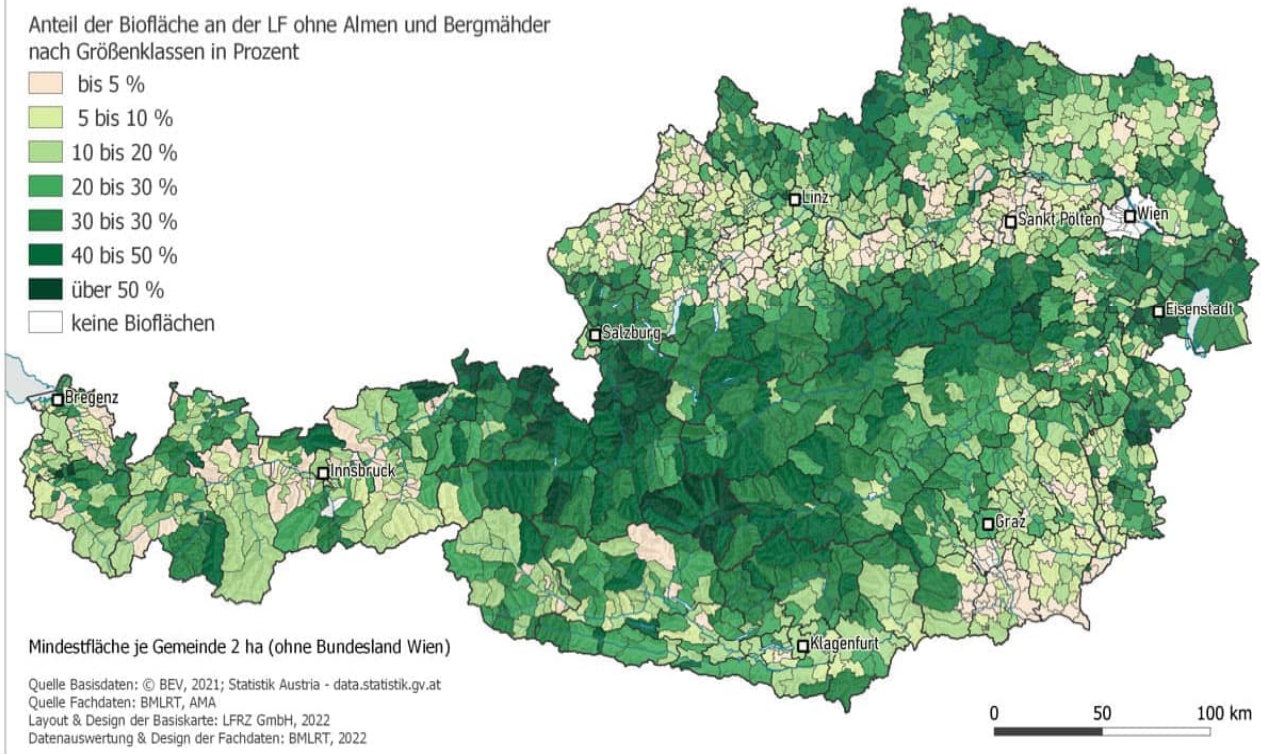 Anteil der Biofläche an der LF ohne Almen und Bergmähder
nach Größenklassen in Prozent
bis 5 %
5 bis 10 %
10 bis 20 %
20 bis 30 %
30 bis 30 %
40 bis 50 %
über 50 %
keine Bioflächen
Linz
Sankt Pölten
Wien
Eisenstadt
Salzburg
Bregenz
Innsbruck
Graz
Klagenfurt
Mindestfläche je Gemeinde 2 ha (ohne Bundesland Wien)
Quelle Basisdaten: © BEV, 2021; Statistik Austria - data.statistik.gv.at
Quelle Fachdaten: BMLRT, AMA
Layout & Design der Basiskarte: LFRZ GmbH, 2022
Datenauswertung & Design der Fachdaten: BMLRT, 2022
0 50 100 km